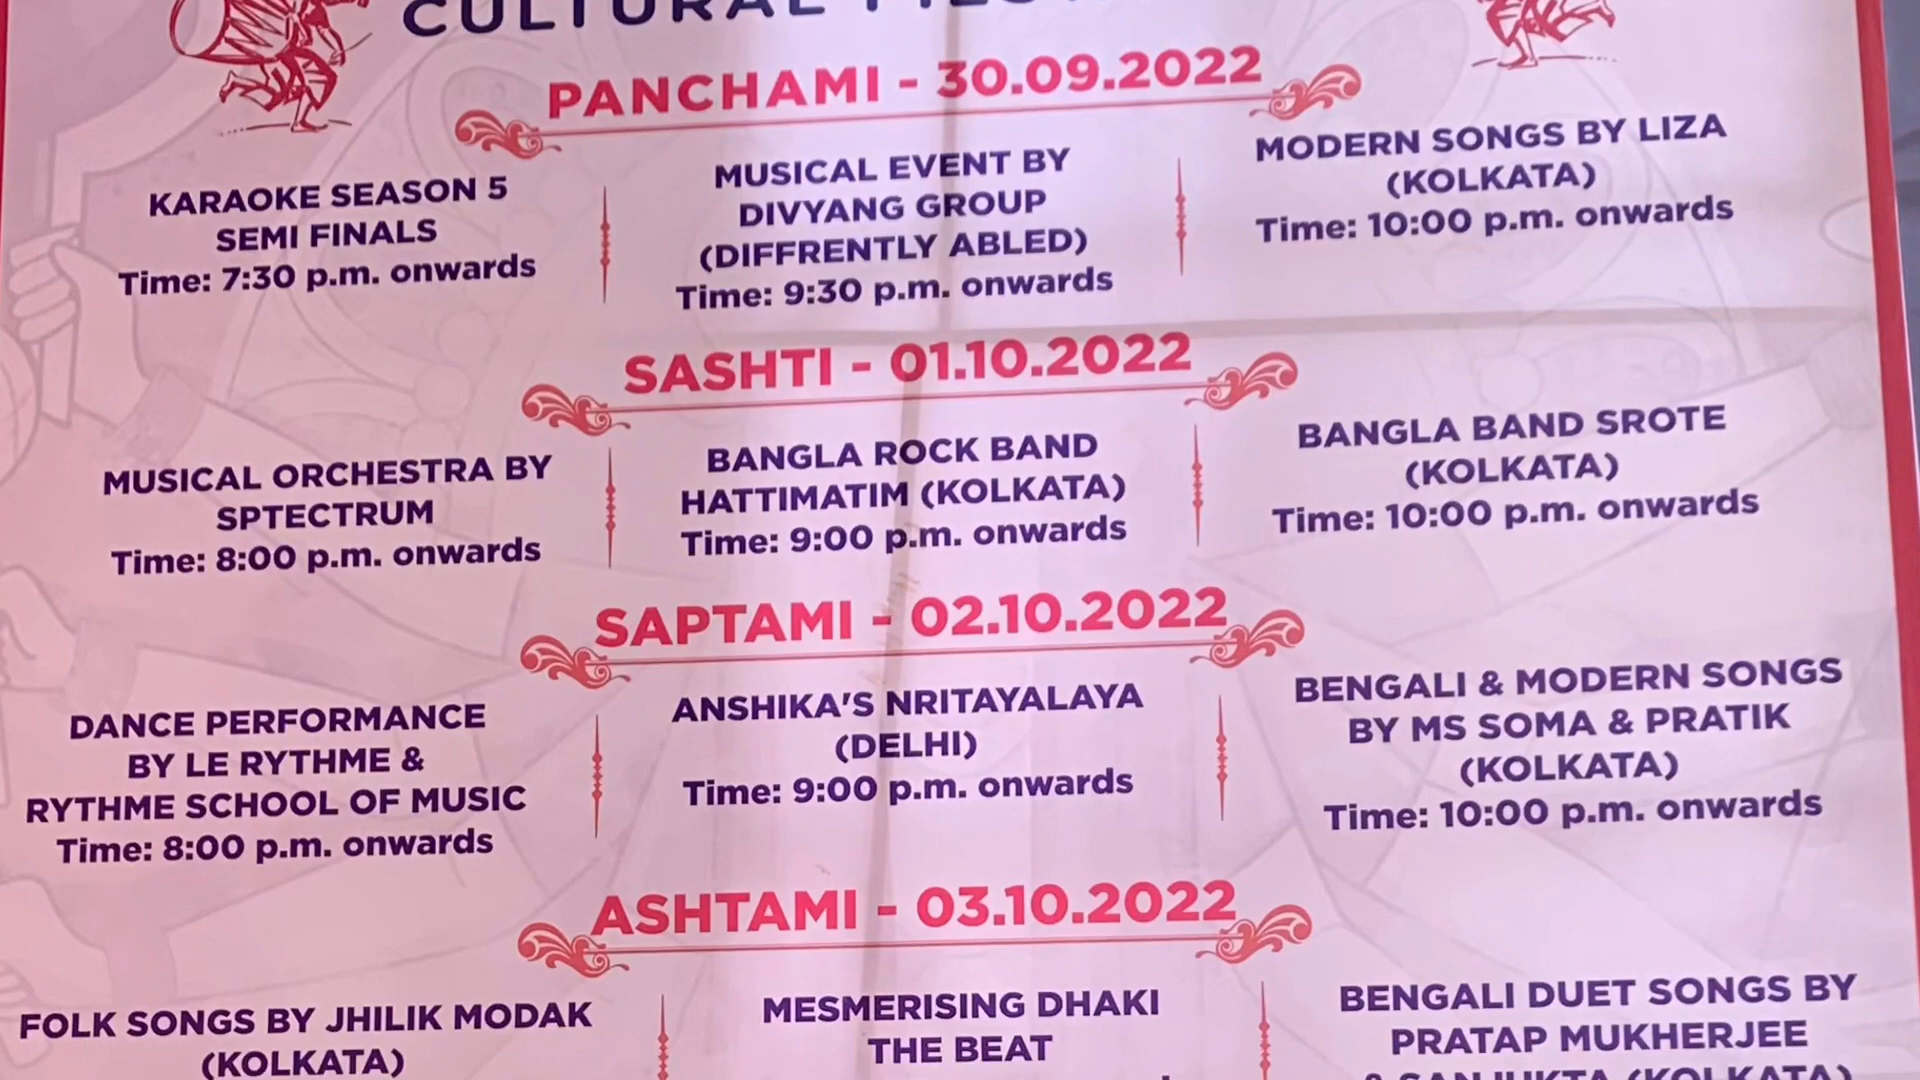 CULTURAL
PANCHAMI - 30.09.2022
KARAOKE SEASON 5
SEMI FINALS
Time: 7:30 p.m. onwards
MUSICAL EVENT BY
DIVYANG GROUP
(DIFFRENTLY ABLED)
Time: 9:30 p.m. onwards
MODERN SONGS BY LIZA
(KOLKATA)
Time: 10:00 p.m. onwards
SASHTI - 01.10.2022
MUSICAL ORCHESTRA BY
SPTECTRUM
Time: 8:00 p.m. onwards
BANGLA ROCK BAND
HATTIMATIM (KOLKATA)
Time: 9:00 p.m. onwards
BANGLA BAND SROTE
(KOLKATA)
Time: 10:00 p.m. onwards
SAPTAMI - 02.10.2022
DANCE PERFORMANCE
BY LE RYTHME &
RYTHME SCHOOL OF MUSIC
Time: 8:00 p.m. onwards
ANSHIKA'S NRITAYALAYA
(DELHI)
Time: 9:00 p.m. onwards
BENGALI & MODERN SONGS
BY MS SOMA & PRATIK
(KOLKATA)
Time: 10:00 p.m. onwards
ASHTAMI - 03.10.2022
FOLK SONGS BY JHILIK MODAK
(KOLKATA)
MESMERISING DHAKI
THE BEAT
BENGALI DUET SONGS BY
PRATAP MUKHERJEE
& SANJUKTA (KOLKATA)